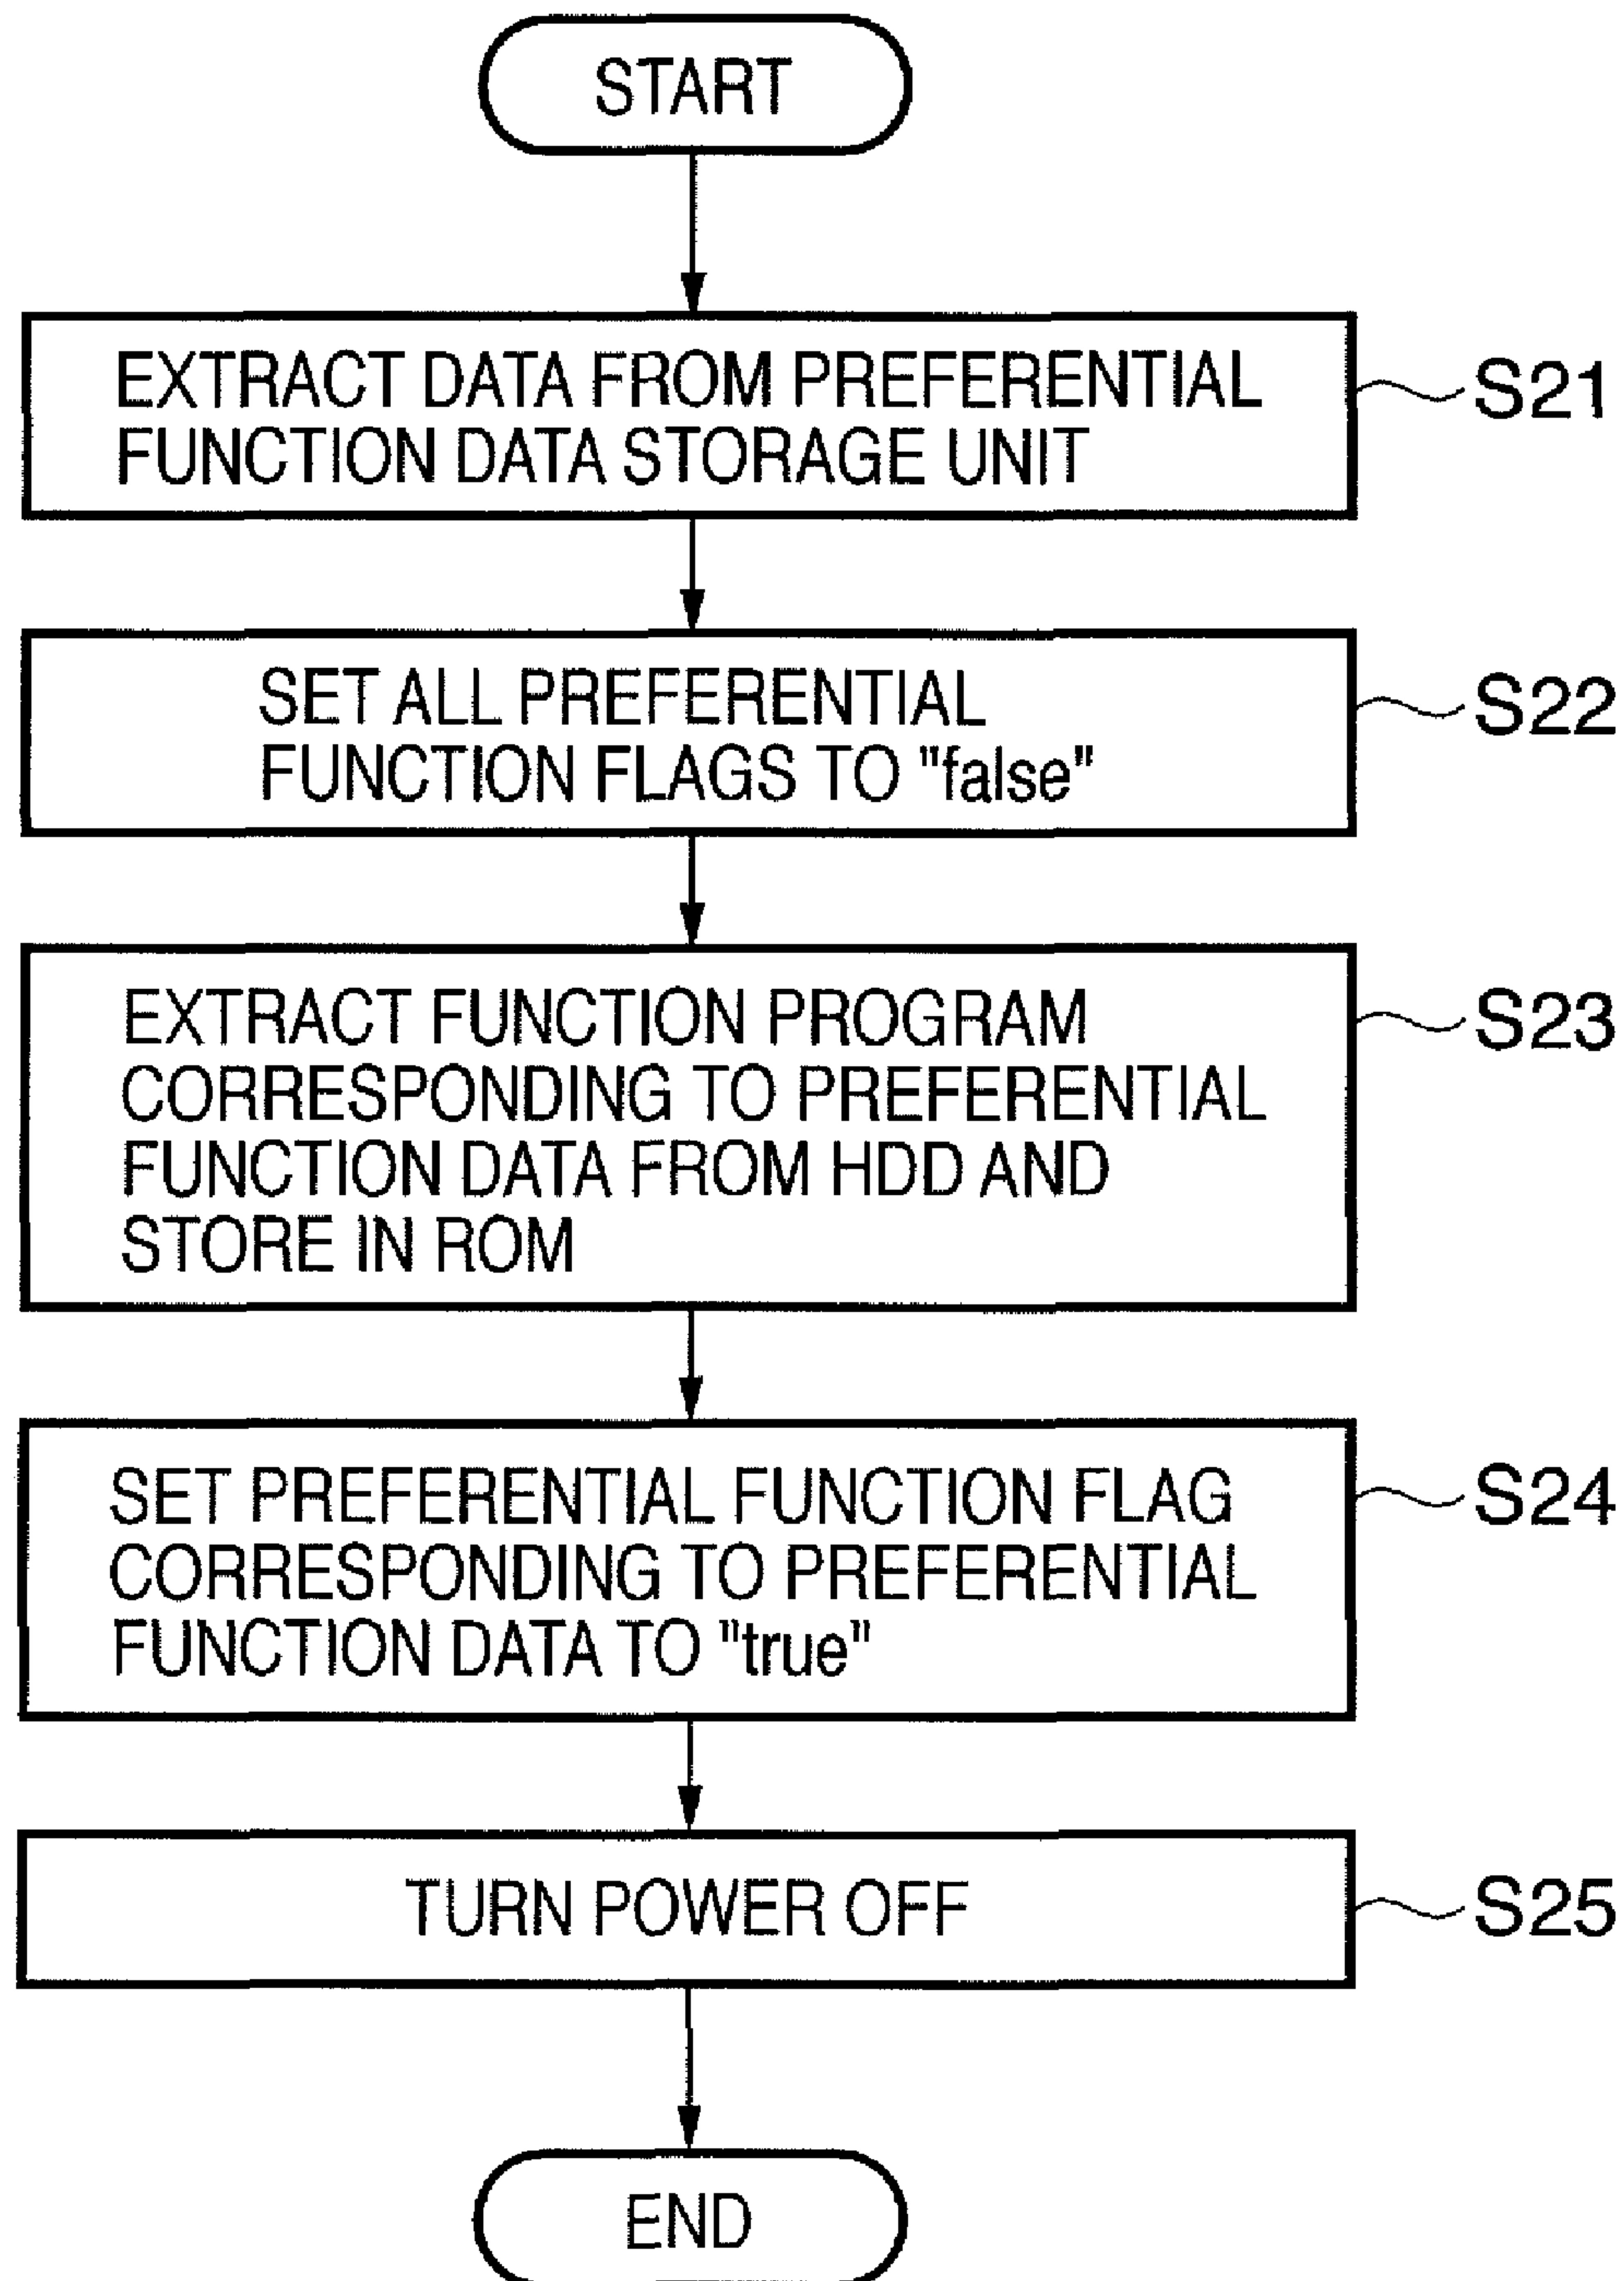 START
EXTRACT DATA FROM PREFERENTIAL
FUNCTION DATA STORAGE UNIT
S21
SET ALL PREFERENTIAL
FUNCTION FLAGS TO "false"
S22
EXTRACT FUNCTION PROGRAM
CORRESPONDING TO PREFERENTIAL
FUNCTION DATA FROM HDD AND
STORE IN ROM
S23
SET PREFERENTIAL FUNCTION FLAG
CORRESPONDING TO PREFERENTIAL
FUNCTION DATA TO "true"
S24
TURN POWER OFF
S25
END